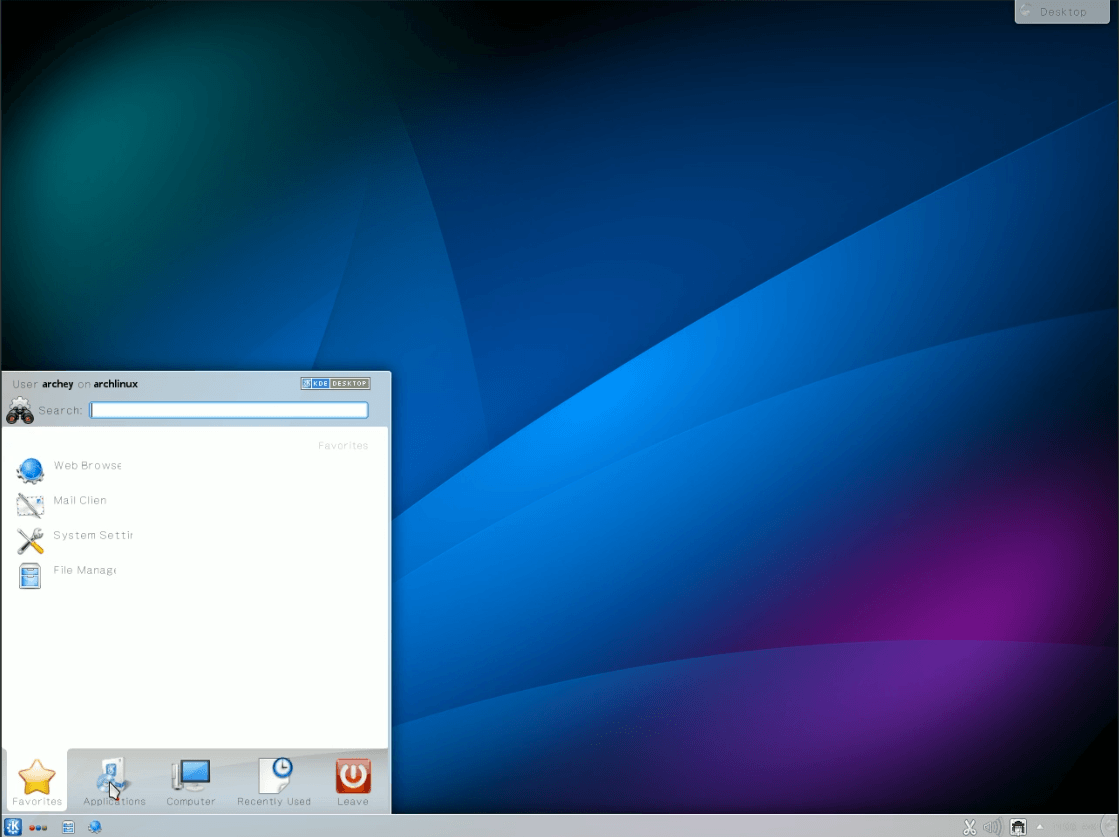 Desktop
User archey on archlinux
KDE DESKTOP
Search:
Favorites
Web Browse
Mail Clien
System Settin
File Manage
Favorites Applications Computer Recently Used Leave